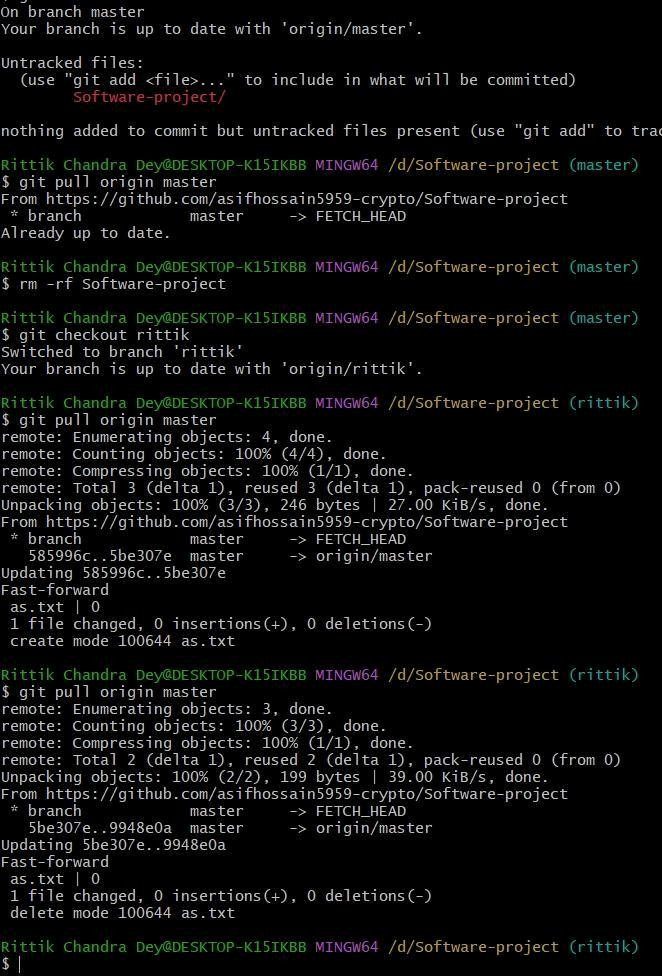 On branch master
Your branch is up to date with 'origin/master'.
Untracked files:
(use "git add <file>..." to include in what will be committed)
Software-project/
nothing added to commit but untracked files present (use "git add" to trac
Rittik Chandra Dey@DESKTOP-K15IKBB MINGW64 /d/Software-project (master)
$ git pull origin master
From https://github.com/asifhossain5959-crypto/Software-project
* branch master -> FETCH_HEAD
Already up to date.
Rittik Chandra Dey@DESKTOP-K15IKBB MINGW64 /d/Software-project (master)
$ rm -rf Software-project
Rittik Chandra Dey@DESKTOP-K15IKBB MINGW64 /d/Software-project (master)
$ git checkout rittik
Switched to branch 'rittik'
Your branch is up to date with 'origin/rittik'.
Rittik Chandra Dey@DESKTOP-K15IKBB MINGW64 /d/Software-project (rittik)
$ git pull origin master
remote: Enumerating objects: 4, done.
remote: Counting objects: 100% (4/4), done.
remote: Compressing objects: 100% (1/1), done.
remote: Total 3 (delta 1), reused 3 (delta 1), pack-reused 0 (from 0)
Unpacking objects: 100% (3/3), 246 bytes | 27.00 KiB/s, done.
From https://github.com/asifhossain5959-crypto/Software-project
* branch master -> FETCH_HEAD
585996c..5be307e master -> origin/master
Updating 585996c..5be307e
Fast-forward
as.txt | 0
1 file changed, 0 insertions(+), 0 deletions(-)
create mode 100644 as.txt
Rittik Chandra Dey@DESKTOP-K15IKBB MINGW64 /d/Software-project (rittik)
$ git pull origin master
remote: Enumerating objects: 3, done.
remote: Counting objects: 100% (3/3), done.
remote: Compressing objects: 100% (1/1), done.
remote: Total 2 (delta 1), reused 2 (delta 1), pack-reused 0 (from 0)
Unpacking objects: 100% (2/2), 199 bytes | 39.00 KiB/s, done.
From https://github.com/asifhossain5959-crypto/Software-project
* branch master -> FETCH_HEAD
5be307e..9948e0a master -> origin/master
Updating 5be307e..9948e0a
Fast-forward
as.txt | 0
1 file changed, 0 insertions(+), 0 deletions(-)
delete mode 100644 as.txt
Rittik Chandra Dey@DESKTOP-K15IKBB MINGW64 /d/Software-project (rittik)
$